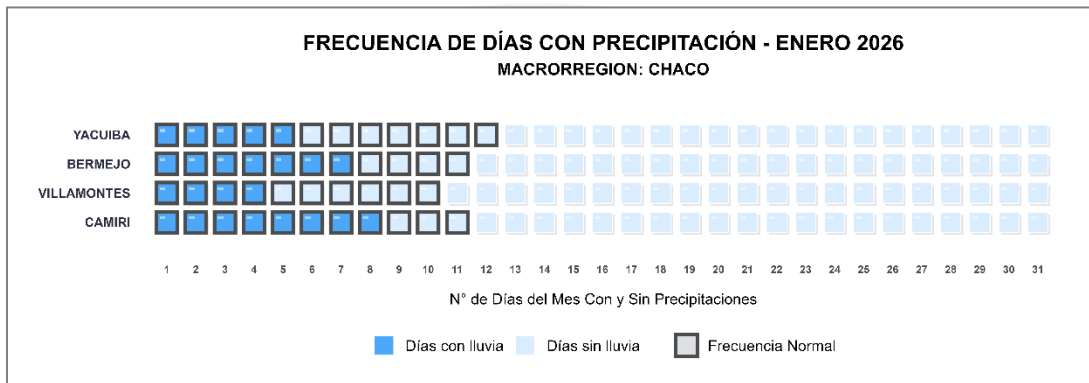 FRECUENCIA DE DÍAS CON PRECIPITACIÓN - ENERO 2026
MACRORREGION: CHACO
YACUIBA
BERMEJO
VILLAMONTES
CAMIRI
1 2 3 4 5 6 7 8 9 10 11 12 13 14 15 16 17 18 19 20 21 22 23 24 25 26 27 28 29 30 31
N° de Días del Mes Con y Sin Precipitaciones
Días con lluvia Días sin lluvia Frecuencia Normal